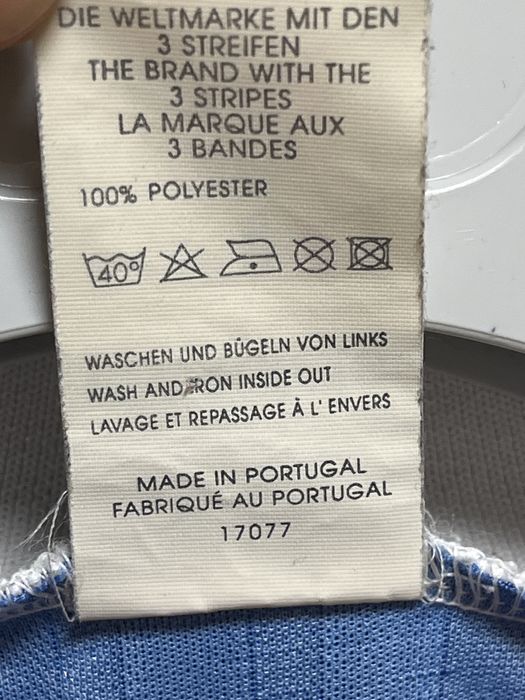 DIE WELTMARKE MIT DEN
3 STREIFEN
THE BRAND WITH THE
3 STRIPES
LA MARQUE AUX
3 BANDES
100% POLYESTER
40°
WASCHEN UND BÜGELN VON LINKS
WASH AND IRON INSIDE OUT
LAVAGE ET REPASSAGE À L' ENVERS
MADE IN PORTUGAL
FABRIQUÉ AU PORTUGAL
17077